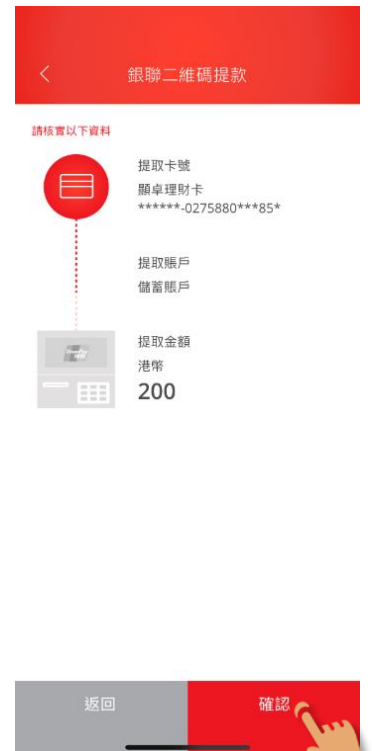 銀聯二維碼提款
請核實以下資料
提取卡號
顯卓理財卡
******-0275880***85*
提取賬戶
儲蓄賬戶
提取金額
港幣
200
返回
確認